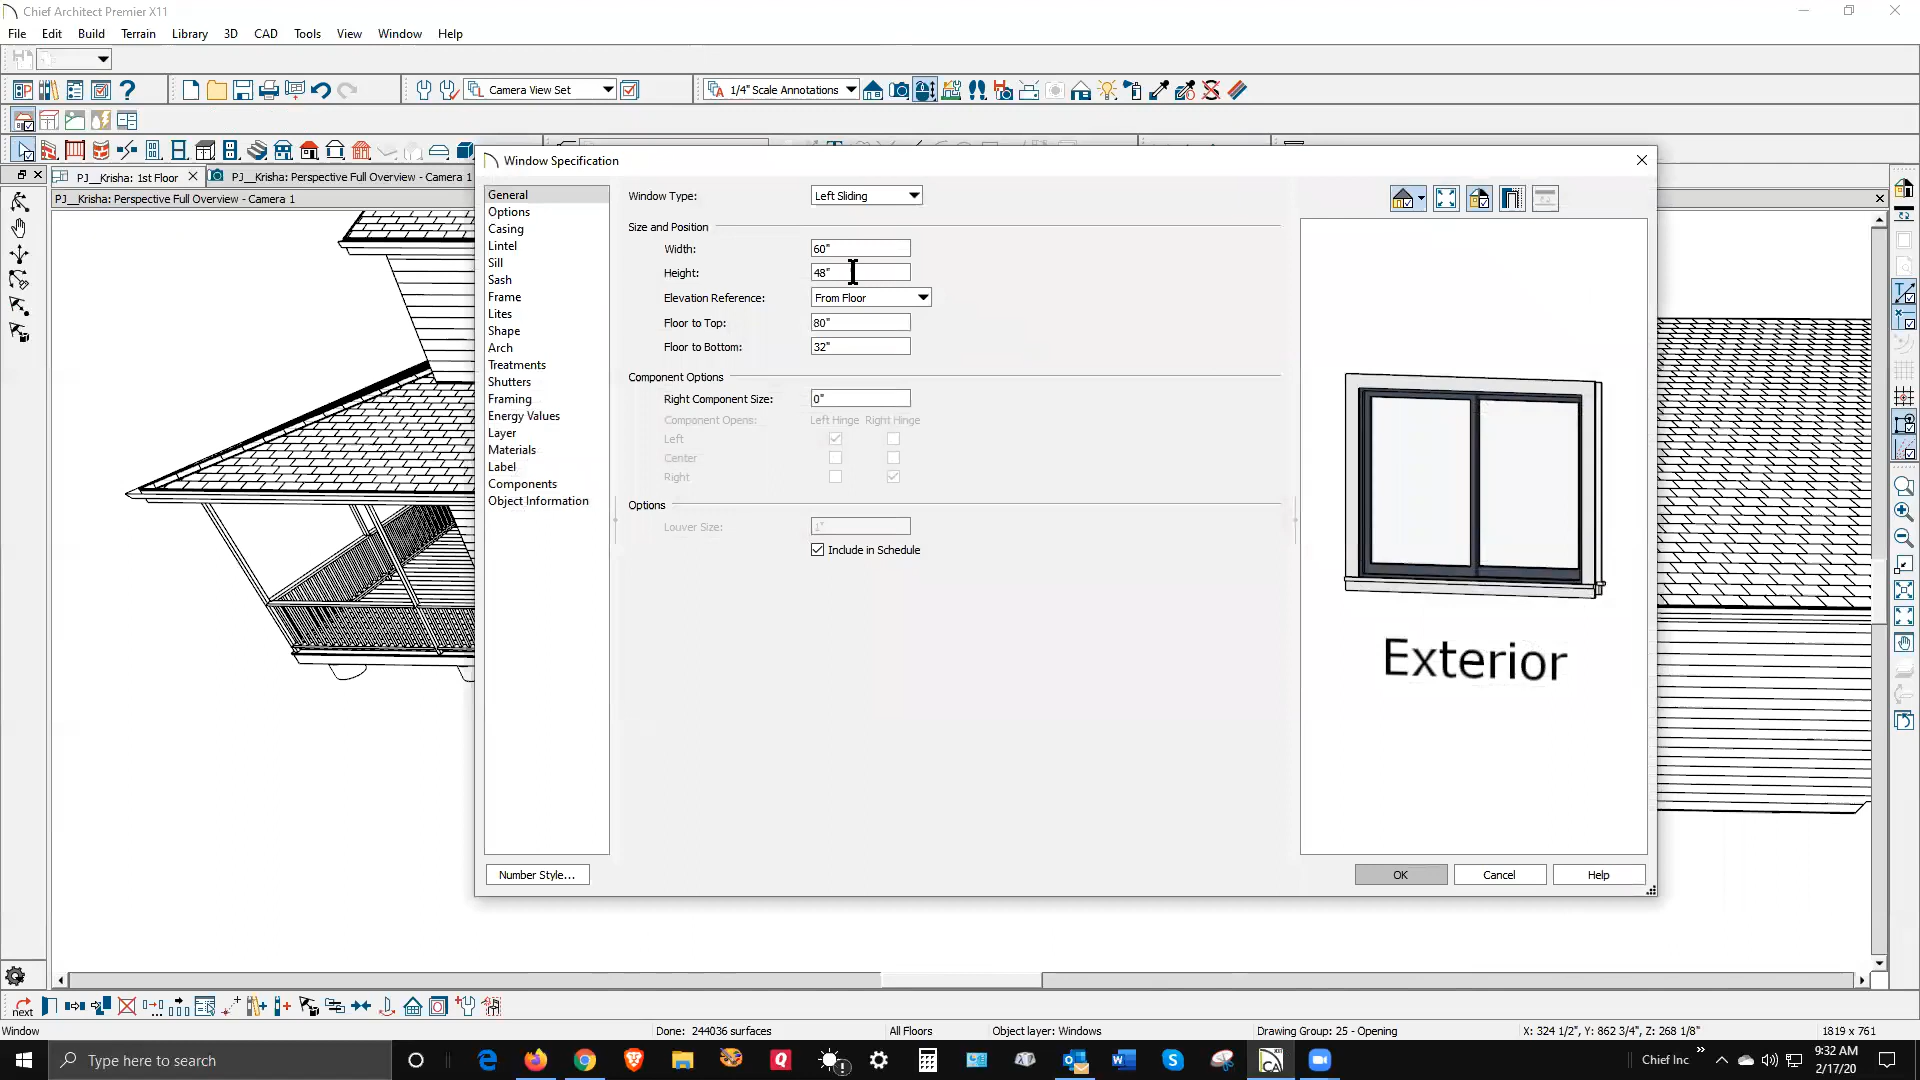 Chief Architect Premier X11
File Edit Build Terrain Library 3D CAD Tools View Window Help
Camera View Set 1/4" Scale Annotations
PJ__Krisha: 1st Floor PJ__Krisha: Perspective Full Overview - Camera 1
PJ__Krisha: Perspective Full Overview - Camera 1
Window Specification
General
Options
Casing
Lintel
Sill
Sash
Frame
Lites
Shape
Arch
Treatments
Shutters
Framing
Energy Values
Layer
Materials
Label
Components
Object Information
Window Type: Left Sliding
Size and Position
Width: 60"
Height: 48"
Elevation Reference: From Floor
Floor to Top: 80"
Floor to Bottom: 32"
Component Options
Right Component Size: 0"
Component Opens: Left Hinge Right Hinge
Left
Center
Right
Options
Louver Size: 1"
Include in Schedule
Exterior
Number Style... OK Cancel Help
next
Window Done: 244036 surfaces All Floors Object layer: Windows Drawing Group: 25 - Opening X: 324 1/2", Y: 862 3/4", Z: 268 1/8" 1819 x 761
Type here to search Chief Inc 9:32 AM
2/17/20